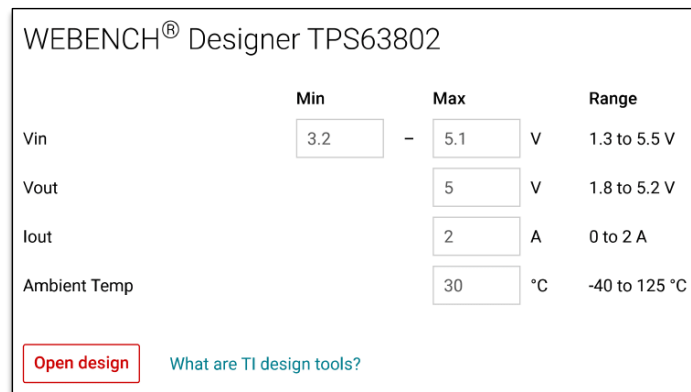 WEBENCH® Designer TPS63802
Min Max Range
Vin 3.2 – 5.1 V 1.3 to 5.5 V
Vout 5 V 1.8 to 5.2 V
Iout 2 A 0 to 2 A
Ambient Temp 30 °C -40 to 125 °C
Open design What are TI design tools?